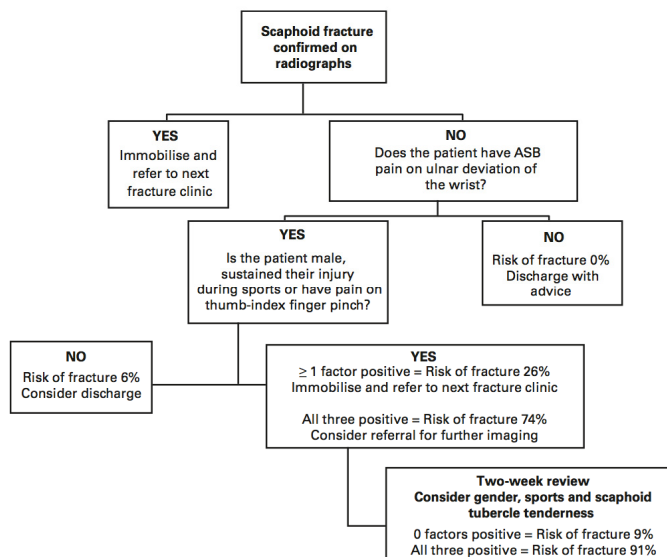 Scaphoid fracture
confirmed on
radiographs
YES
Immobilise and
refer to next
fracture clinic
NO
Does the patient have ASB
pain on ulnar deviation of
the wrist?
YES
Is the patient male,
sustained their injury
during sports or have pain on
thumb-index finger pinch?
NO
Risk of fracture 0%
Discharge with
advice
NO
Risk of fracture 6%
Consider discharge
YES
≥ 1 factor positive = Risk of fracture 26%
Immobilise and refer to next fracture clinic
All three positive = Risk of fracture 74%
Consider referral for further imaging
Two-week review
Consider gender, sports and scaphoid
tubercle tenderness
0 factors positive = Risk of fracture 9%
All three positive = Risk of fracture 91%